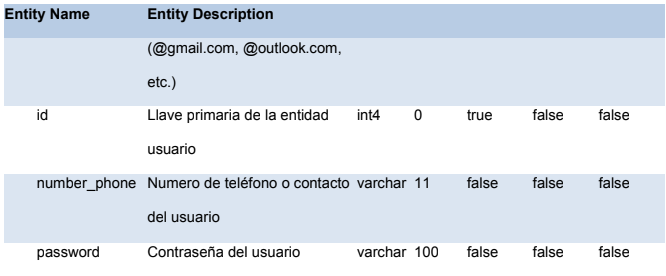 Entity Name Entity Description
(@gmail.com, @outlook.com,
etc.)
id Llave primaria de la entidad int4 0 true false false
usuario
number_phone Numero de teléfono o contacto varchar 11 false false false
del usuario
password Contraseña del usuario varchar 100 false false false